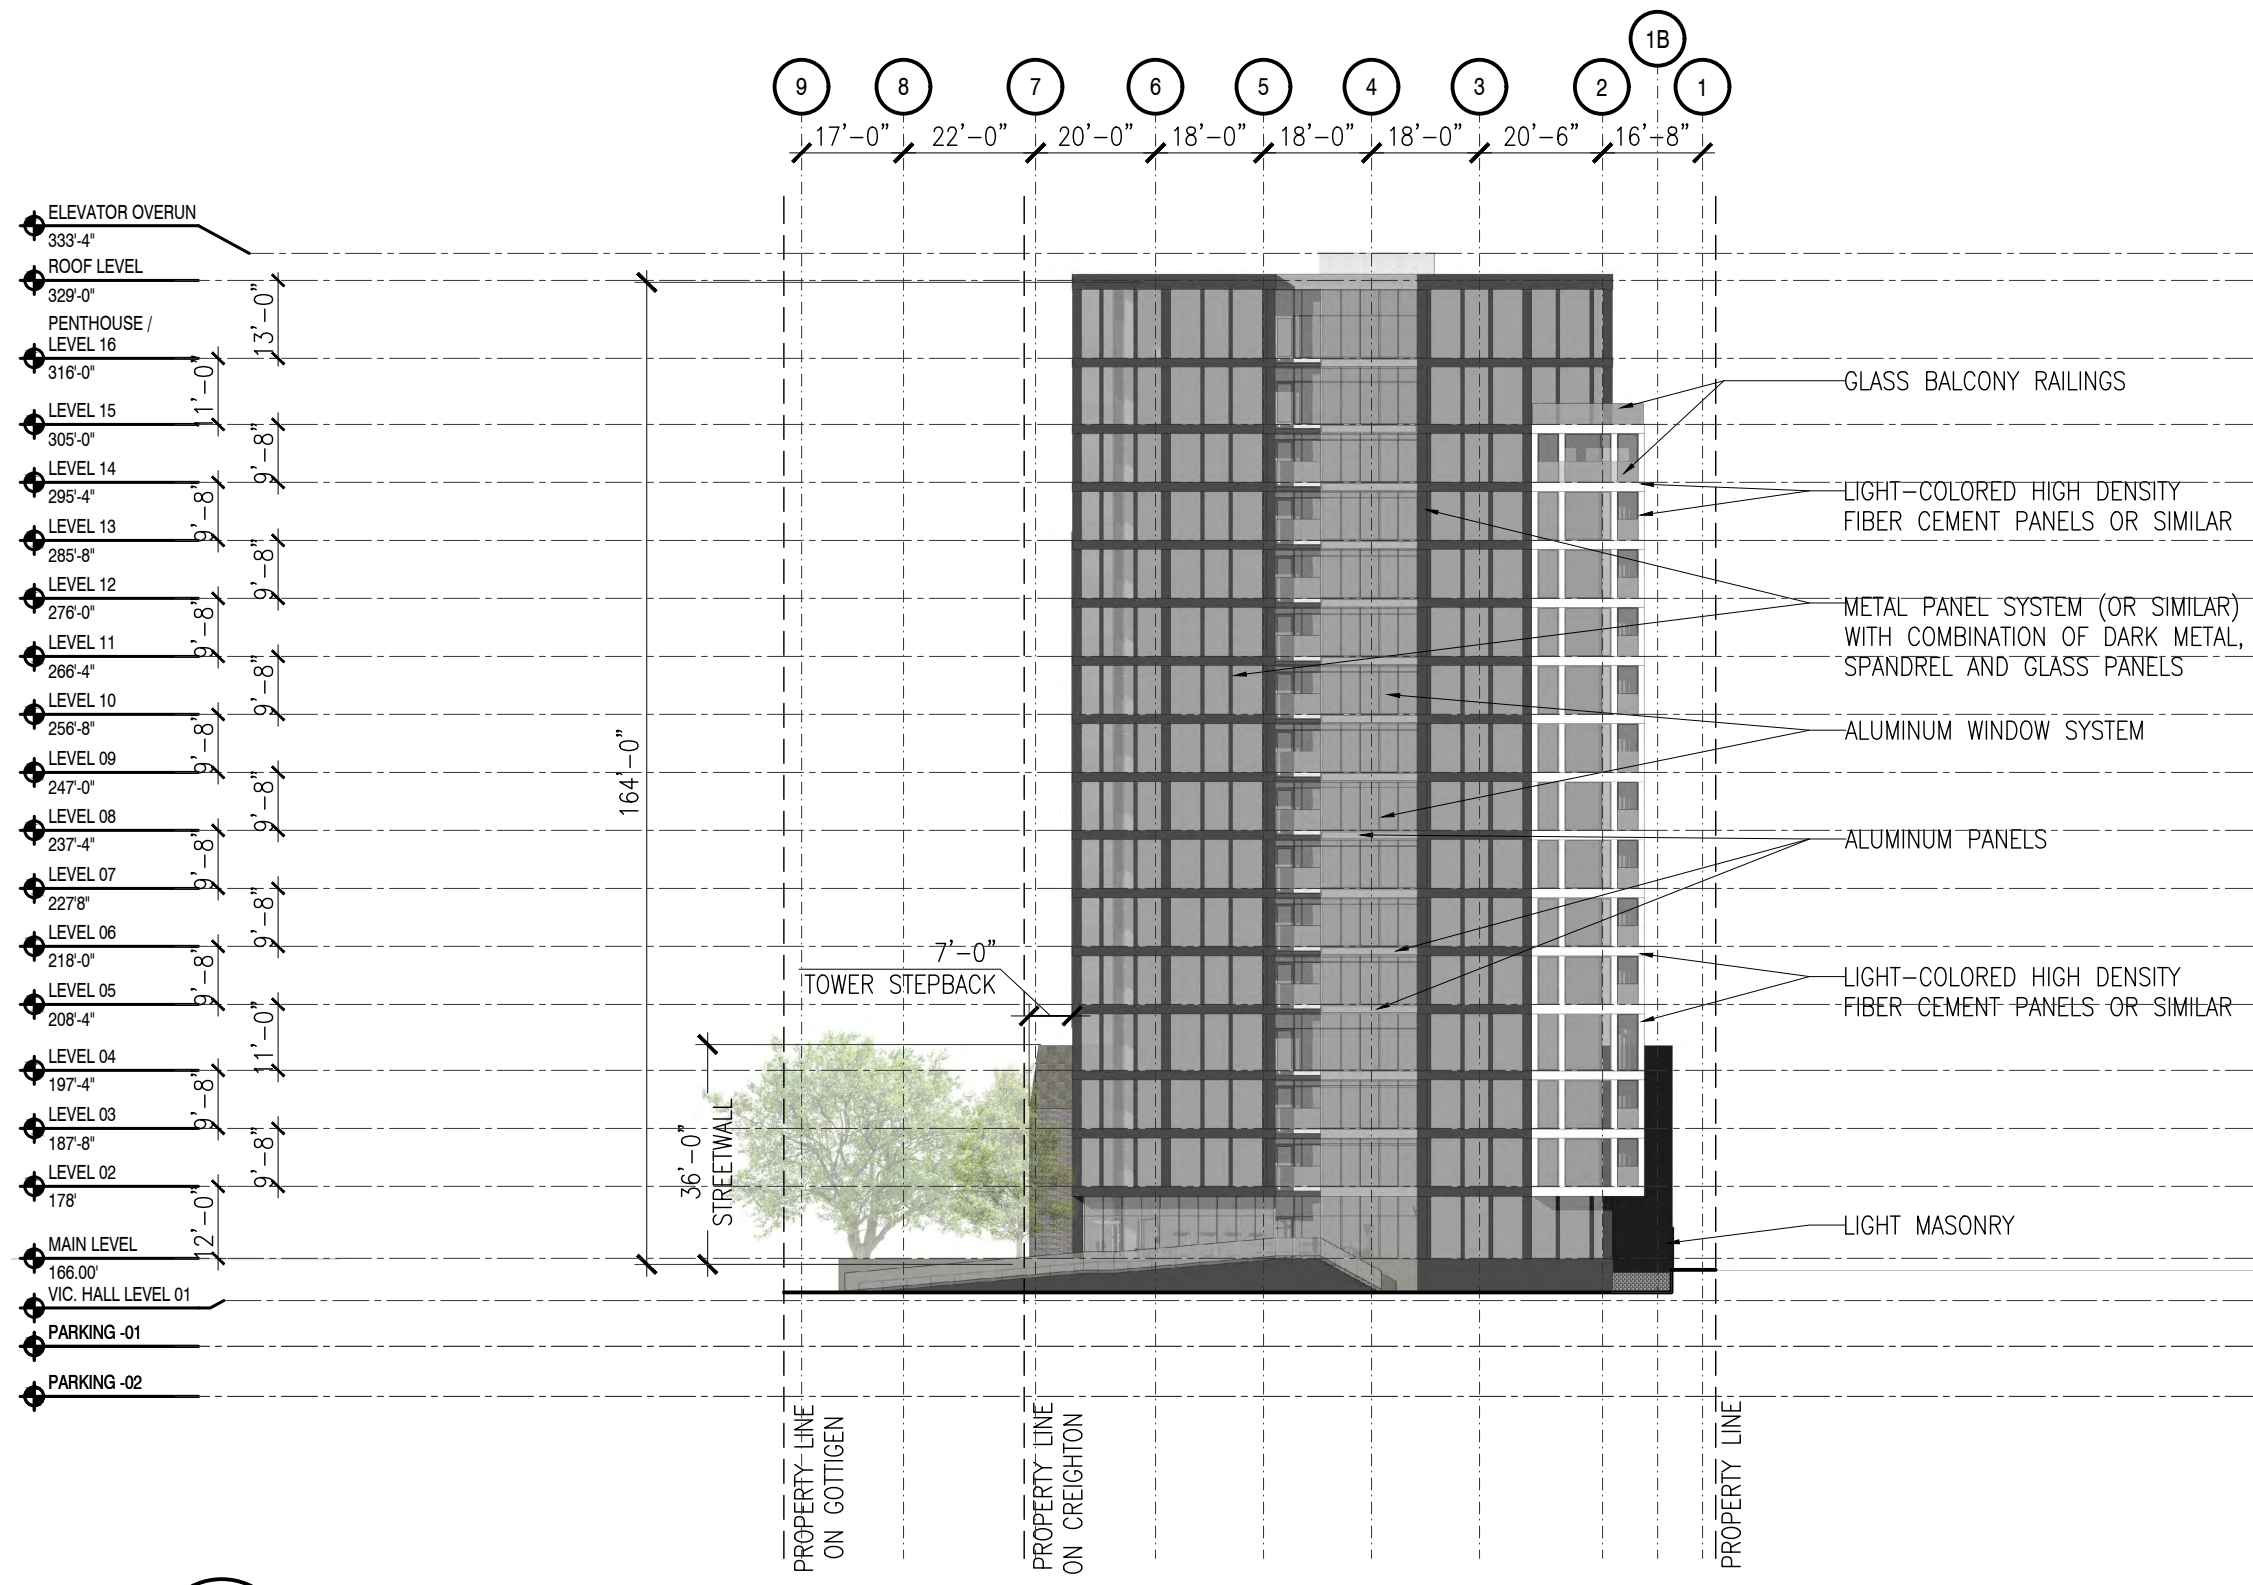 1B
9
8
7
6
5
4
3
2
1
17'-0"
22'-0"
20'-0"
18'-0"
18'-0"
18'-0"
20'-6"
16'-8"
ELEVATOR OVERUN
333'-4"
ROOF LEVEL
329'-0"
13'-0"
PENTHOUSE /
LEVEL 16
316'-0"
11'-0"
LEVEL 15
305'-0"
9'-8"
LEVEL 14
295'-4"
9'-8"
LEVEL 13
285'-8"
9'-8"
LEVEL 12
276'-0"
9'-8"
LEVEL 11
266'-4"
9'-8"
LEVEL 10
256'-8"
9'-8"
LEVEL 09
247'-0"
9'-8"
LEVEL 08
237'-4"
9'-8"
LEVEL 07
227'8"
9'-8"
LEVEL 06
218'-0"
9'-8"
LEVEL 05
208'-4"
11'-0"
LEVEL 04
197'-4"
9'-8"
LEVEL 03
187'-8"
9'-8"
LEVEL 02
178'
12'-0"
MAIN LEVEL
166.00'
VIC. HALL LEVEL 01
PARKING -01
PARKING -02
164'-0"
7'-0"
TOWER STEPBACK
36'-0"
STREETWALL
GLASS BALCONY RAILINGS
LIGHT-COLORED HIGH DENSITY
FIBER CEMENT PANELS OR SIMILAR
METAL PANEL SYSTEM (OR SIMILAR)
WITH COMBINATION OF DARK METAL,
SPANDREL AND GLASS PANELS
ALUMINUM WINDOW SYSTEM
ALUMINUM PANELS
LIGHT-COLORED HIGH DENSITY
FIBER CEMENT PANELS OR SIMILAR
LIGHT MASONRY
PROPERTY LINE
ON GOTTIGEN
PROPERTY LINE
ON CREIGHTON
PROPERTY LINE